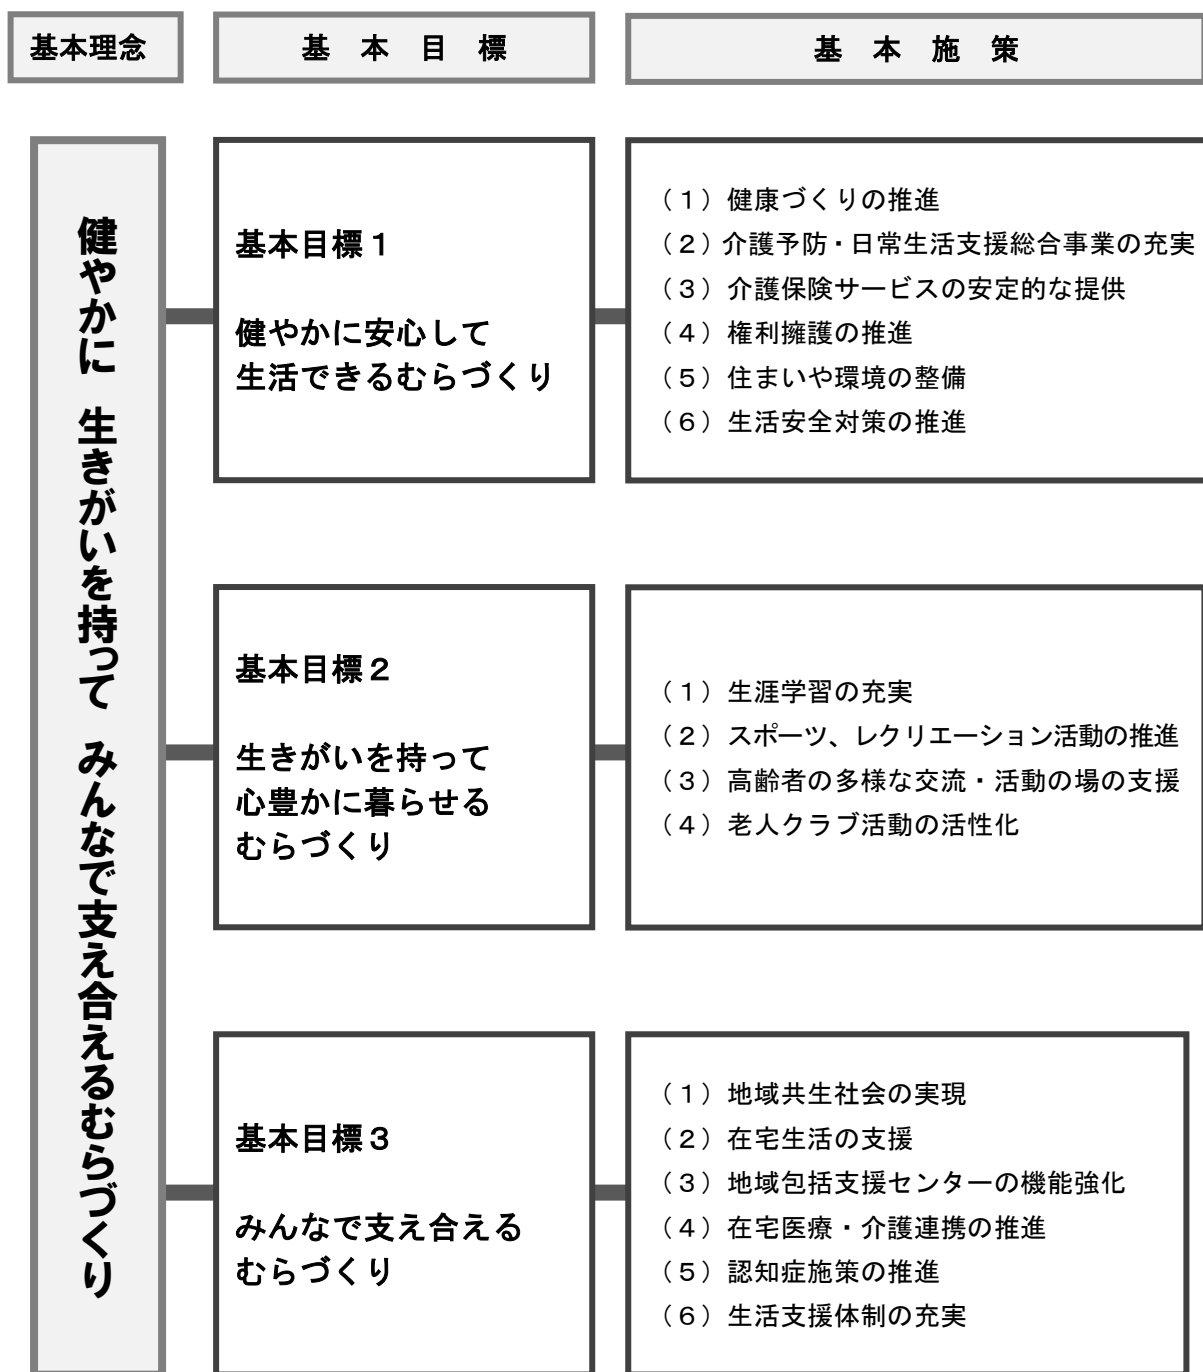 基本理念
基 本 目 標
基 本 施 策
健やかに 生きがいを持って みんなで支え合えるむらづくり
基本目標１
健やかに安心して
生活できるむらづくり
（１）健康づくりの推進
（２）介護予防・日常生活支援総合事業の充実
（３）介護保険サービスの安定的な提供
（４）権利擁護の推進
（５）住まいや環境の整備
（６）生活安全対策の推進
基本目標２
生きがいを持って
心豊かに暮らせる
むらづくり
（１）生涯学習の充実
（２）スポーツ、レクリエーション活動の推進
（３）高齢者の多様な交流・活動の場の支援
（４）老人クラブ活動の活性化
基本目標３
みんなで支え合える
むらづくり
（１）地域共生社会の実現
（２）在宅生活の支援
（３）地域包括支援センターの機能強化
（４）在宅医療・介護連携の推進
（５）認知症施策の推進
（６）生活支援体制の充実